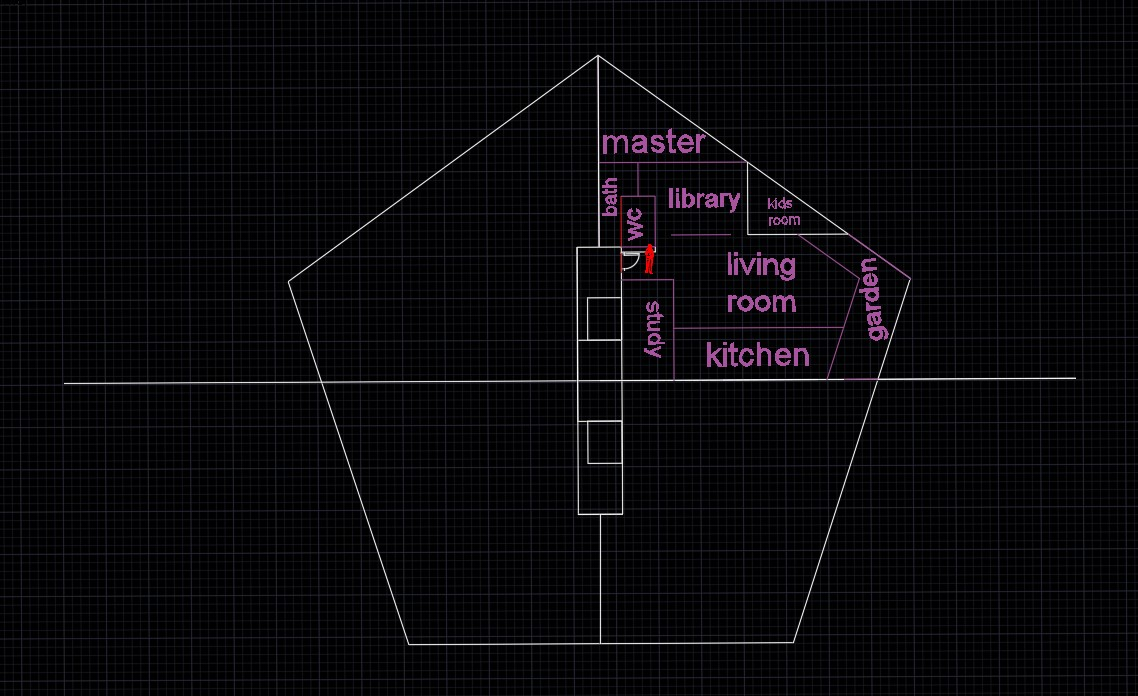 master
bath
library
kids
room
wc
living
room
garden
study
kitchen